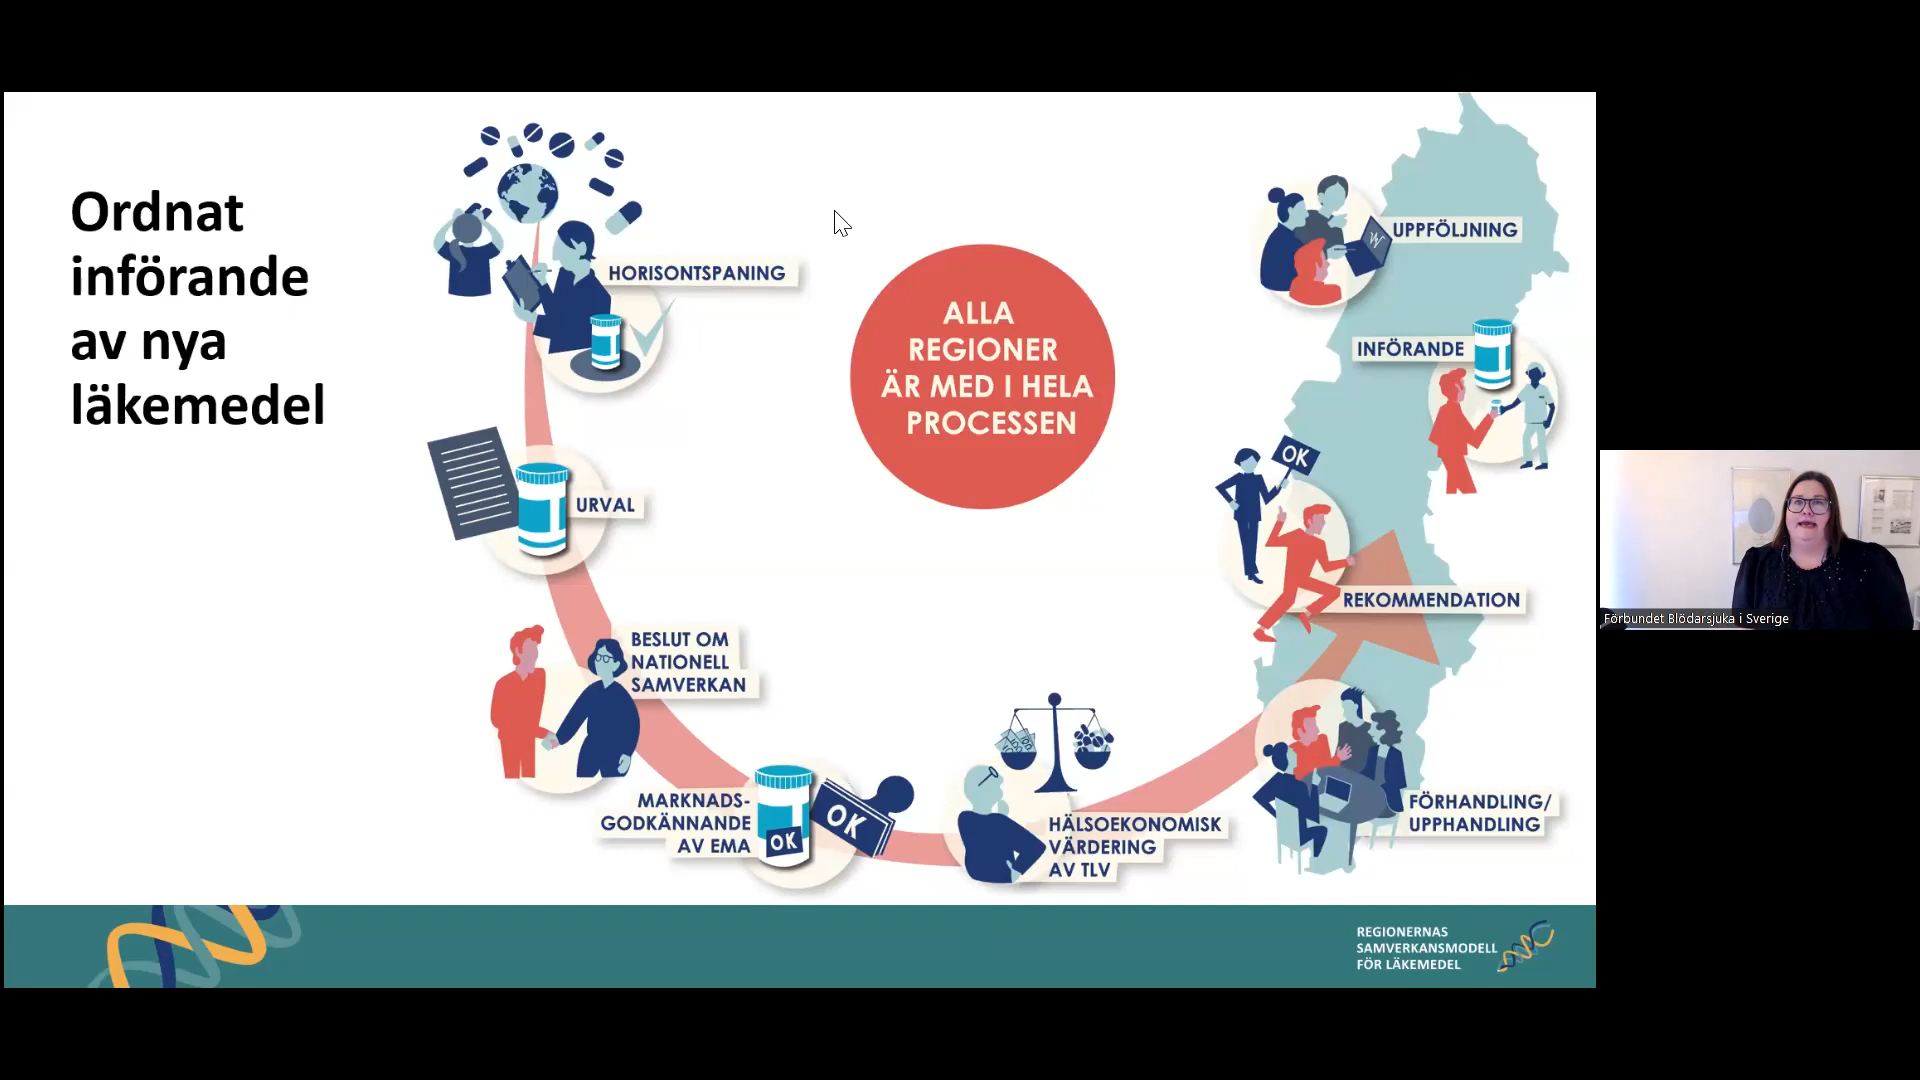 Ordnat
införande
av nya
läkemedel
HORISONTSPANING
URVAL
BESLUT OM
NATIONELL
SAMVERKAN
MARKNADS-
GODKÄNNANDE
AV EMA
OK
OK
HÄLSOEKONOMISK
VÄRDERING
AV TLV
FÖRHANDLING/
UPPHANDLING
REKOMMENDATION
OK
INFÖRANDE
UPPFÖLJNING
ALLA
REGIONER
ÄR MED I HELA
PROCESSEN
REGIONERNAS
SAMVERKANSMODELL
FÖR LÄKEMEDEL
Förbundet Blödarsjuka i Sverige